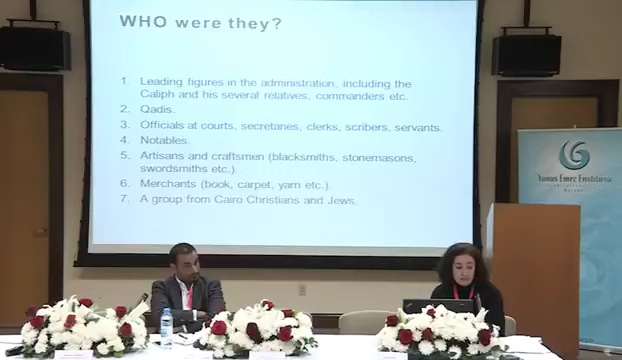 WHO were they?
1. Leading figures in the administration, including the
Caliph and his several relatives, commanders etc.
2. Qadis.
3. Officials at courts, secretaries, clerks, scribers, servants.
4. Notables.
5. Artisans and craftsmen (blacksmiths, stonemasons,
swordsmiths etc.).
6. Merchants (book, carpet, yarn etc.).
7. A group from Cairo Christians and Jews.
Yunus Emre Enstitüsü